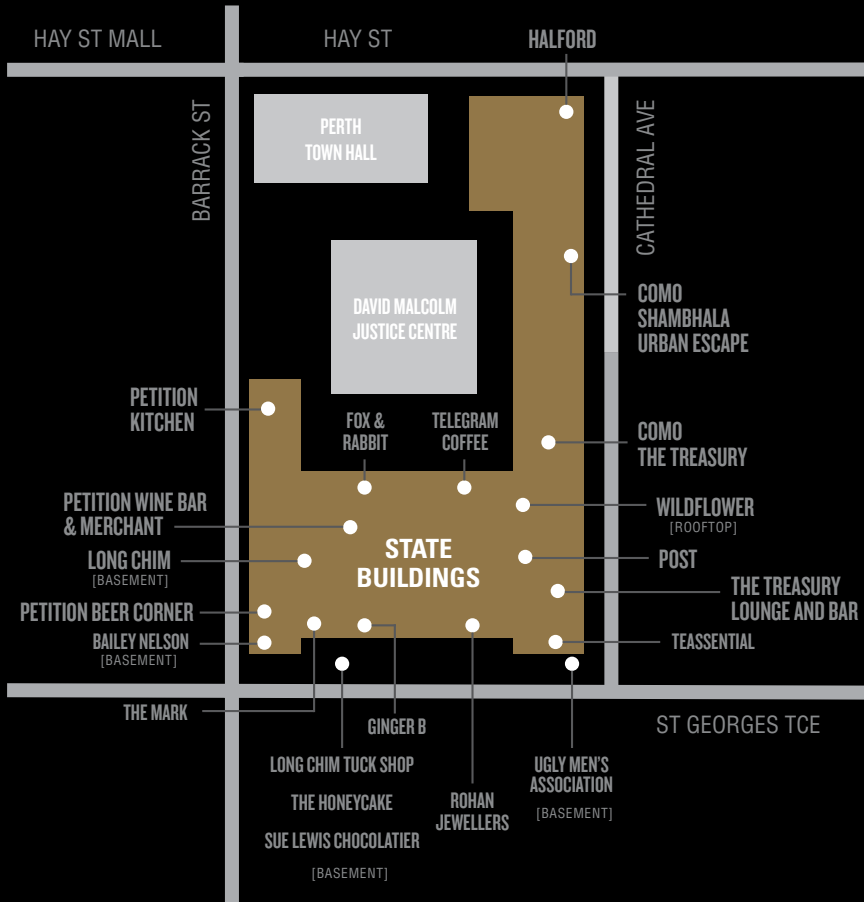 HAY ST MALL
HAY ST
HALFORD
BARRACK ST
PERTH
TOWN HALL
CATHEDRAL AVE
DAVID MALCOLM
JUSTICE CENTRE
COMO
SHAMBHALA
URBAN ESCAPE
PETITION
KITCHEN
FOX &
RABBIT
TELEGRAM
COFFEE
COMO
THE TREASURY
PETITION WINE BAR
& MERCHANT
WILDFLOWER
[ROOFTOP]
LONG CHIM
[BASEMENT]
STATE
BUILDINGS
POST
THE TREASURY
LOUNGE AND BAR
PETITION BEER CORNER
BAILEY NELSON
[BASEMENT]
TEASSENTIAL
THE MARK
GINGER B
ST GEORGES TCE
LONG CHIM TUCK SHOP
THE HONEYCAKE
SUE LEWIS CHOCOLATIER
[BASEMENT]
ROHAN
JEWELLERS
UGLY MEN'S
ASSOCIATION
[BASEMENT]